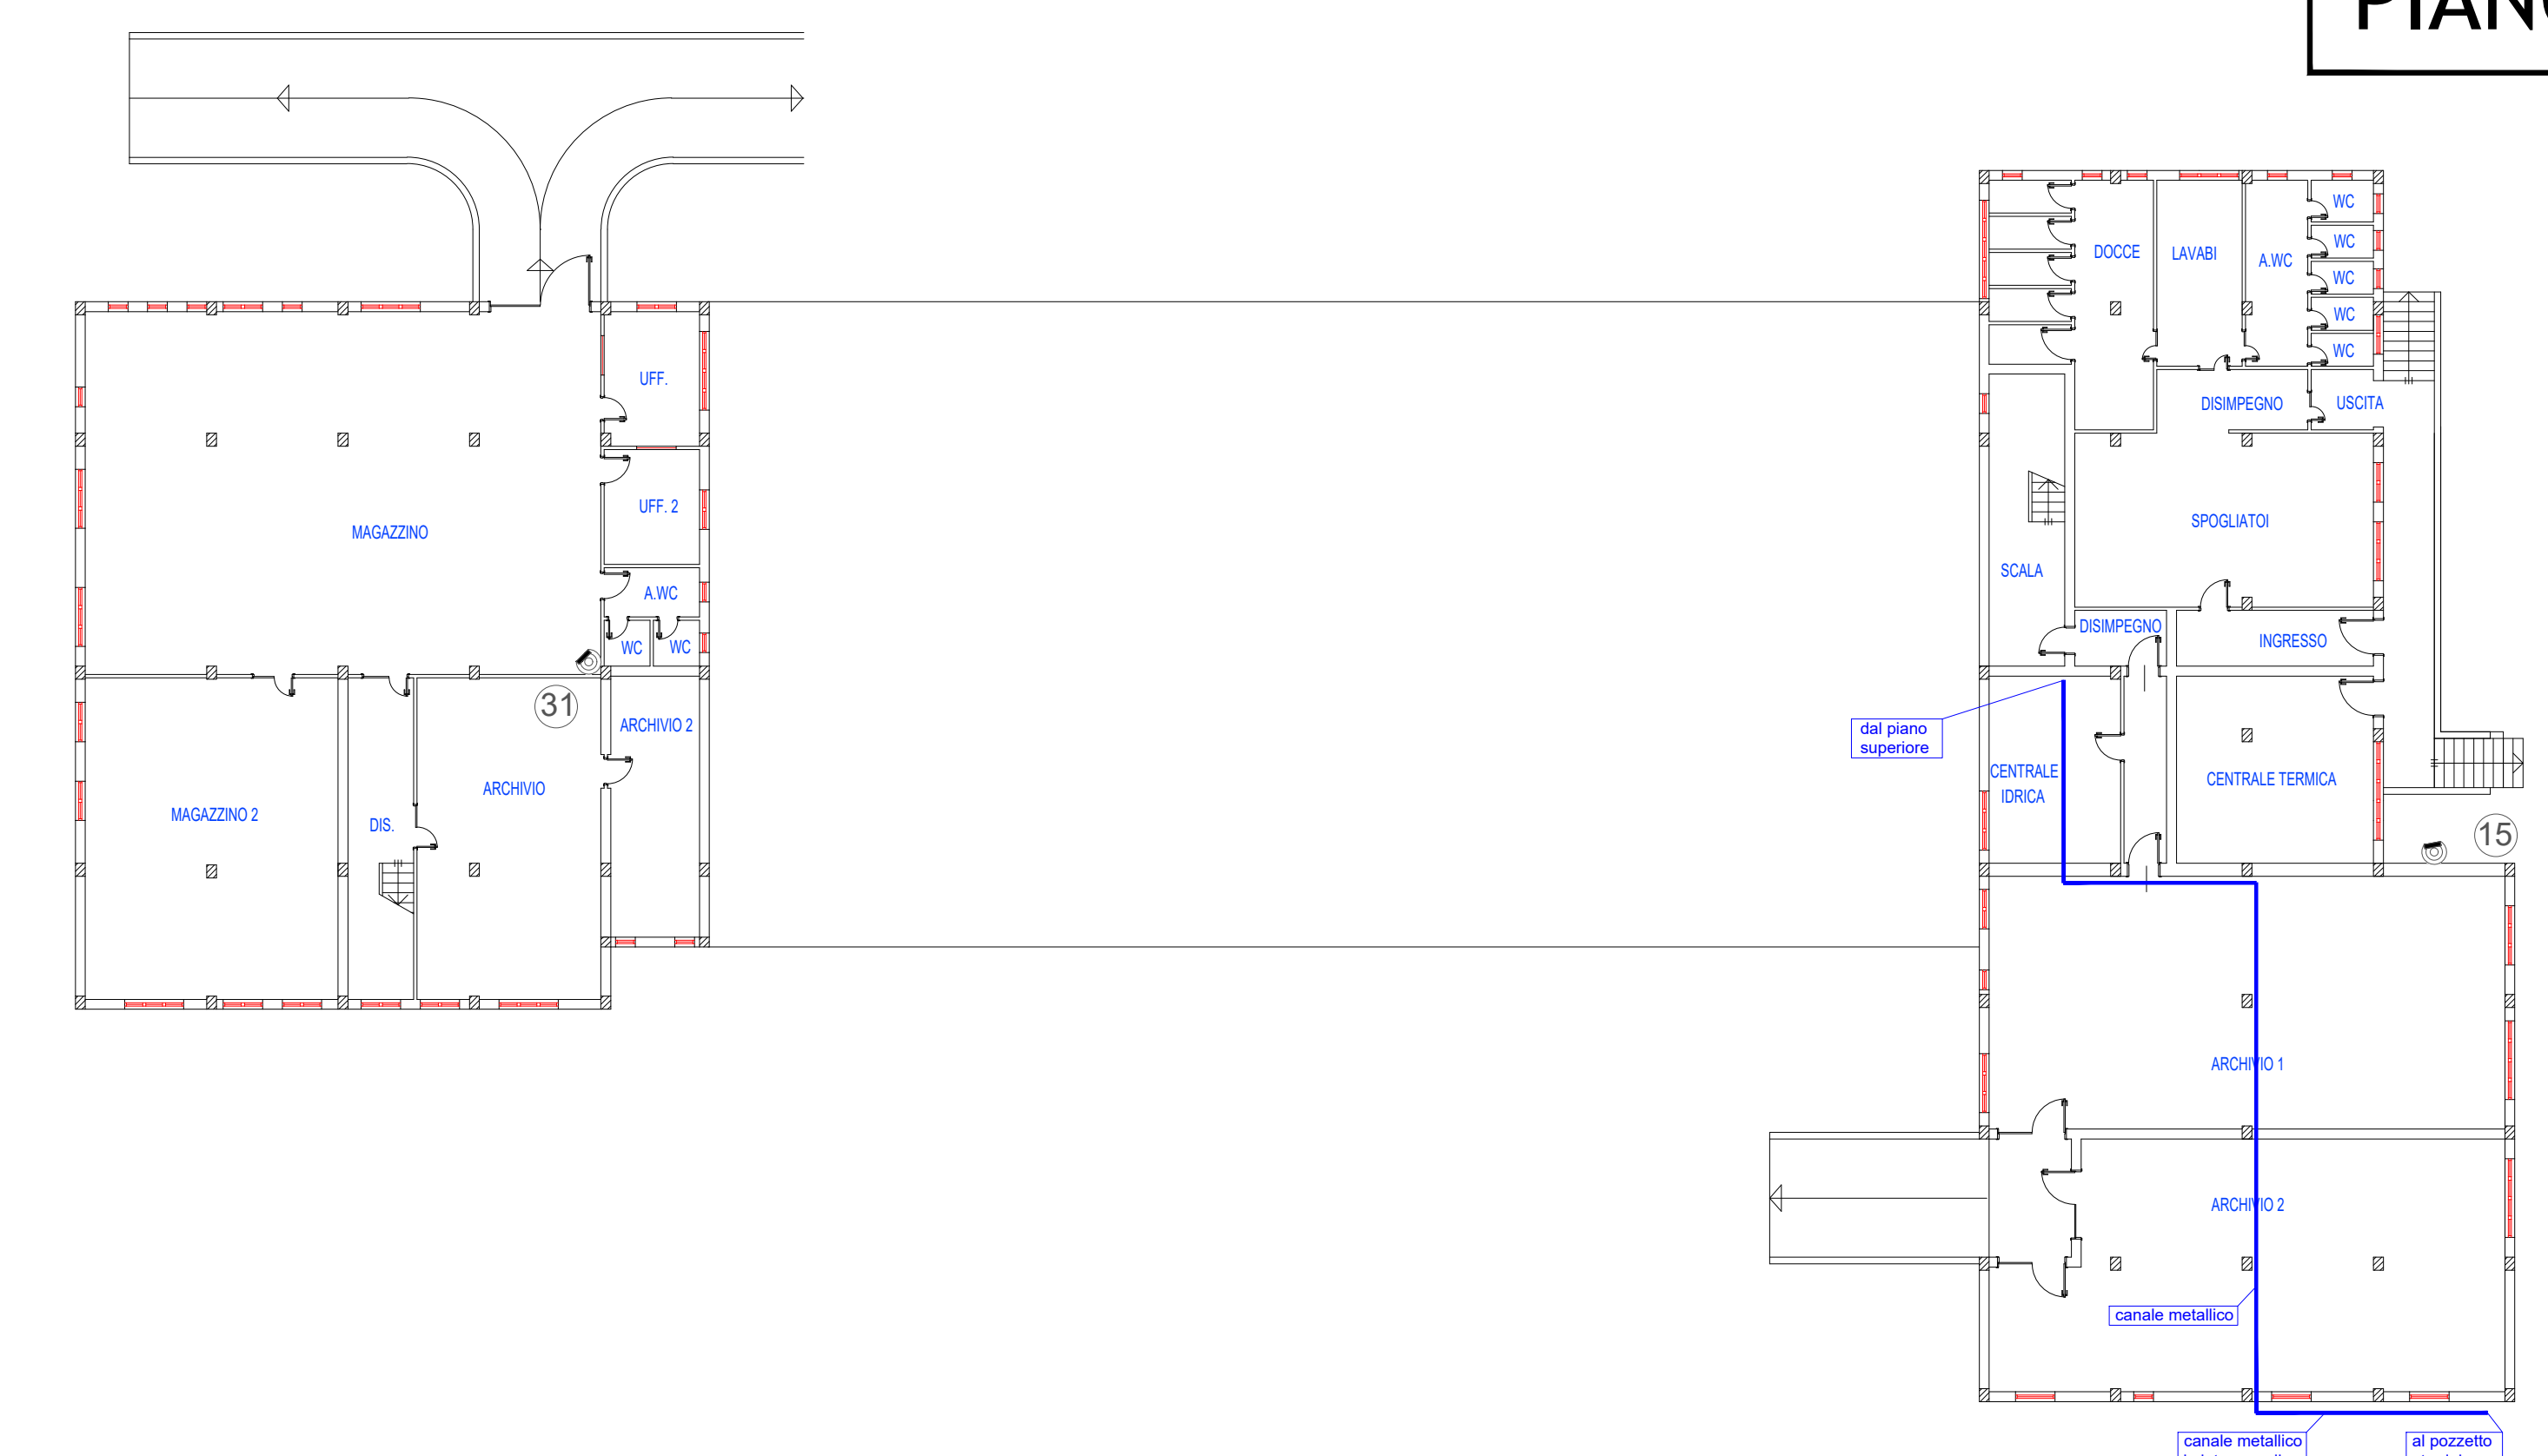 WC
WC
DOCCE
LAVABI
A.WC
WC
WC
WC
UFF.
DISIMPEGNO
USCITA
UFF. 2
SPOGLIATOI
MAGAZZINO
SCALA
A.WC
DISIMPEGNO
INGRESSO
WC
WC
31
ARCHIVIO 2
dal piano
superiore
CENTRALE
IDRICA
CENTRALE TERMICA
ARCHIVIO
MAGAZZINO 2
DIS.
15
ARCHIVIO 1
ARCHIVIO 2
canale metallico
canale metallico
al pozzetto